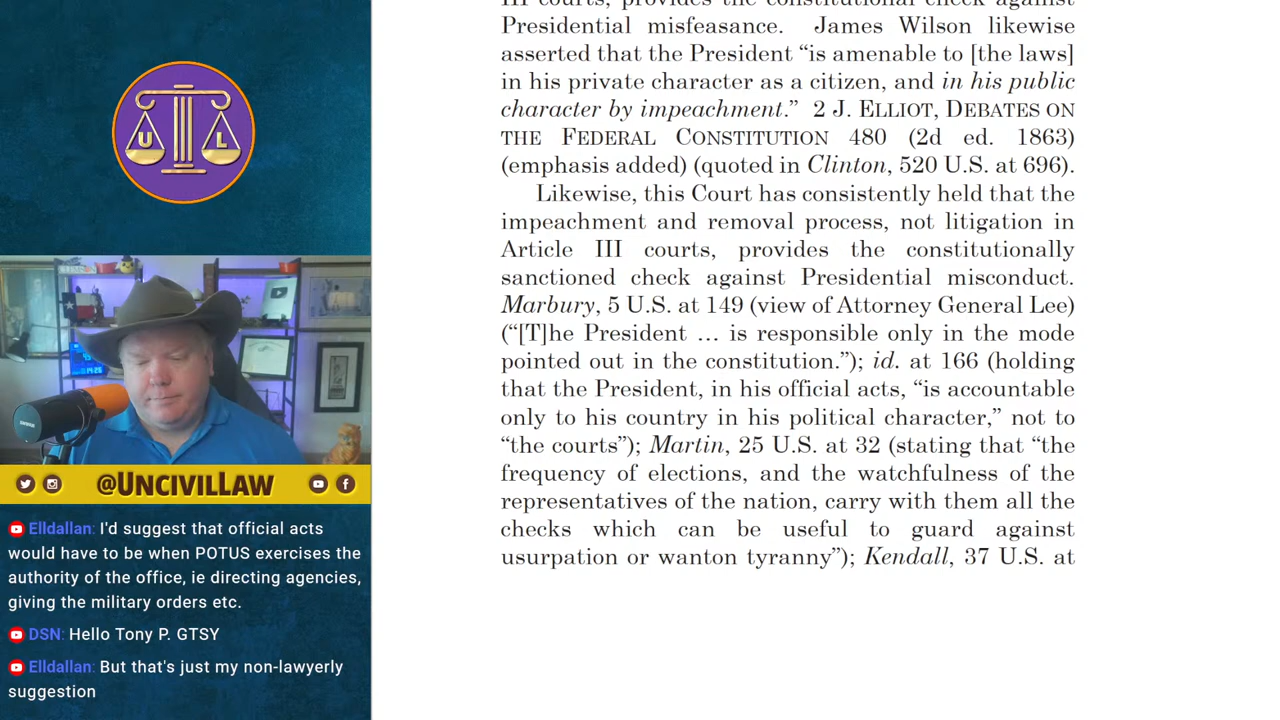 U L
@UNCIVILLAW
Elldallan: I'd suggest that official acts
would have to be when POTUS exercises the
authority of the office, ie directing agencies,
giving the military orders etc.
DSN: Hello Tony P. GTSY
Elldallan: But that's just my non-lawyerly
suggestion
III courts, provides the constitutional check against
Presidential misfeasance. James Wilson likewise
asserted that the President “is amenable to [the laws]
in his private character as a citizen, and in his public
character by impeachment.” 2 J. ELLIOT, DEBATES ON
THE FEDERAL CONSTITUTION 480 (2d ed. 1863)
(emphasis added) (quoted in Clinton, 520 U.S. at 696).
Likewise, this Court has consistently held that the
impeachment and removal process, not litigation in
Article III courts, provides the constitutionally
sanctioned check against Presidential misconduct.
Marbury, 5 U.S. at 149 (view of Attorney General Lee)
(“[T]he President … is responsible only in the mode
pointed out in the constitution.”); id. at 166 (holding
that the President, in his official acts, “is accountable
only to his country in his political character,” not to
“the courts”); Martin, 25 U.S. at 32 (stating that “the
frequency of elections, and the watchfulness of the
representatives of the nation, carry with them all the
checks which can be useful to guard against
usurpation or wanton tyranny”); Kendall, 37 U.S. at